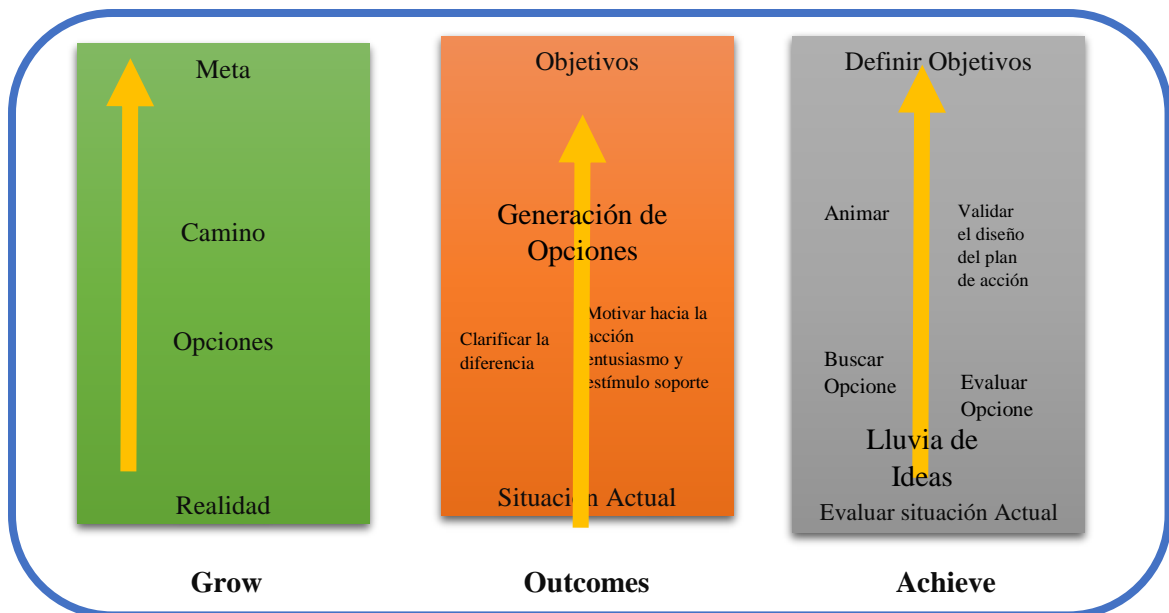 Meta
Camino
Opciones
Realidad
Grow
Objetivos
Generación de
Opciones
Clarificar la
diferencia
Motivar hacia la
acción
entusiasmo y
estímulo soporte
Situación Actual
Outcomes
Definir Objetivos
Animar
Validar
el diseño
del plan
de acción
Buscar
Opcione
Evaluar
Opcione
Lluvia de
Ideas
Evaluar situación Actual
Achieve